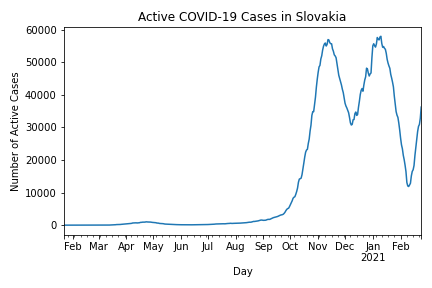 Active COVID-19 Cases in Slovakia
60000
50000
40000
30000
20000
10000
0
Number of Active Cases
Feb Mar Apr May Jun Jul Aug Sep Oct Nov Dec Jan Feb
2021
Day